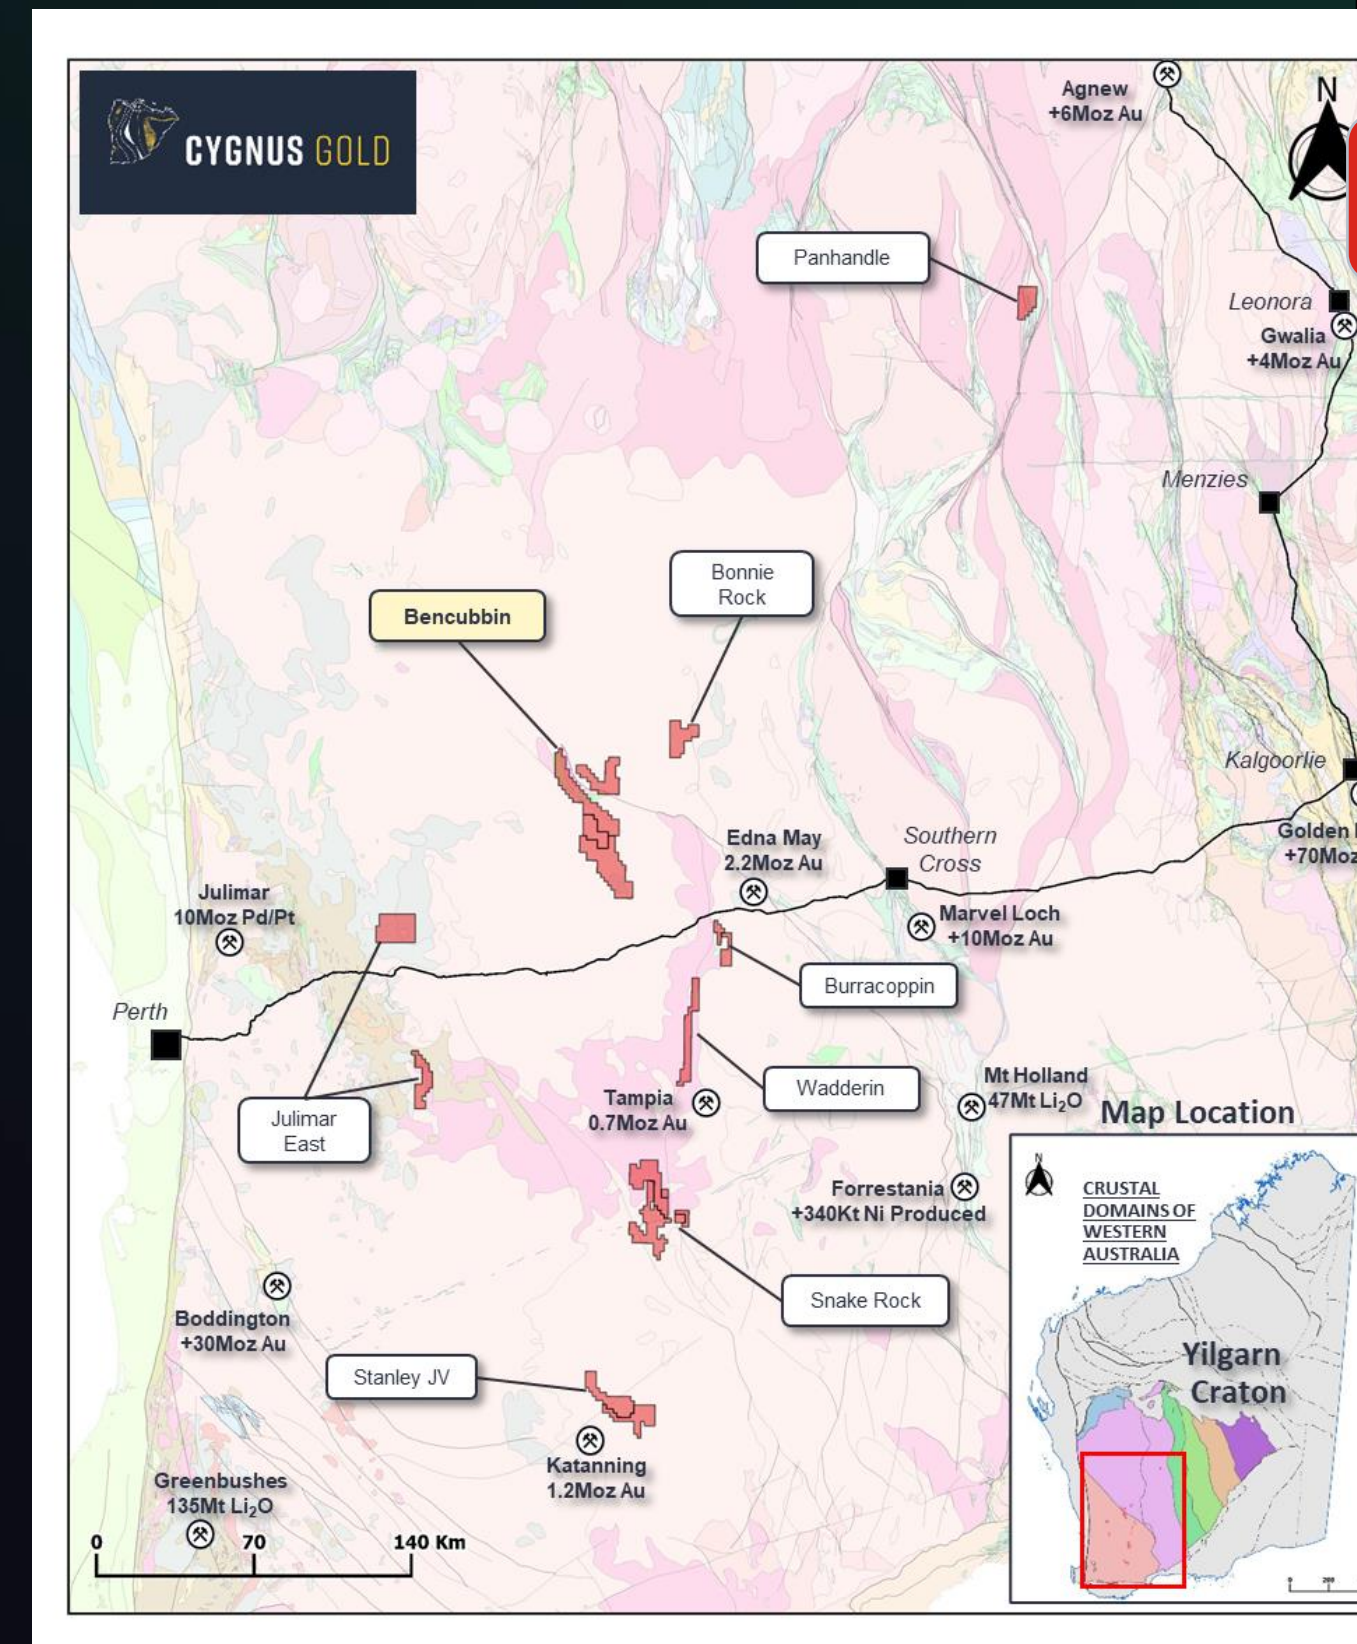 CYGNUS GOLD
Agnew
+6Moz Au
N
Panhandle
Leonora
Gwalia
+4Moz Au
Menzies
Bonnie
Rock
Bencubbin
Kalgoorlie
Golden
+70Moz
Edna May
2.2Moz Au
Southern
Cross
Julimar
10Moz Pd/Pt
Marvel Loch
+10Moz Au
Burracoppin
Perth
Wadderin
Tampia
0.7Moz Au
Mt Holland
47Mt Li₂O
Julimar
East
Map Location
N
CRUSTAL
DOMAINS OF
WESTERN
AUSTRALIA
Forrestania
+340Kt Ni Produced
Snake Rock
Boddington
+30Moz Au
Yilgarn
Craton
Stanley JV
Katanning
1.2Moz Au
Greenbushes
135Mt Li₂O
0 70 140 Km